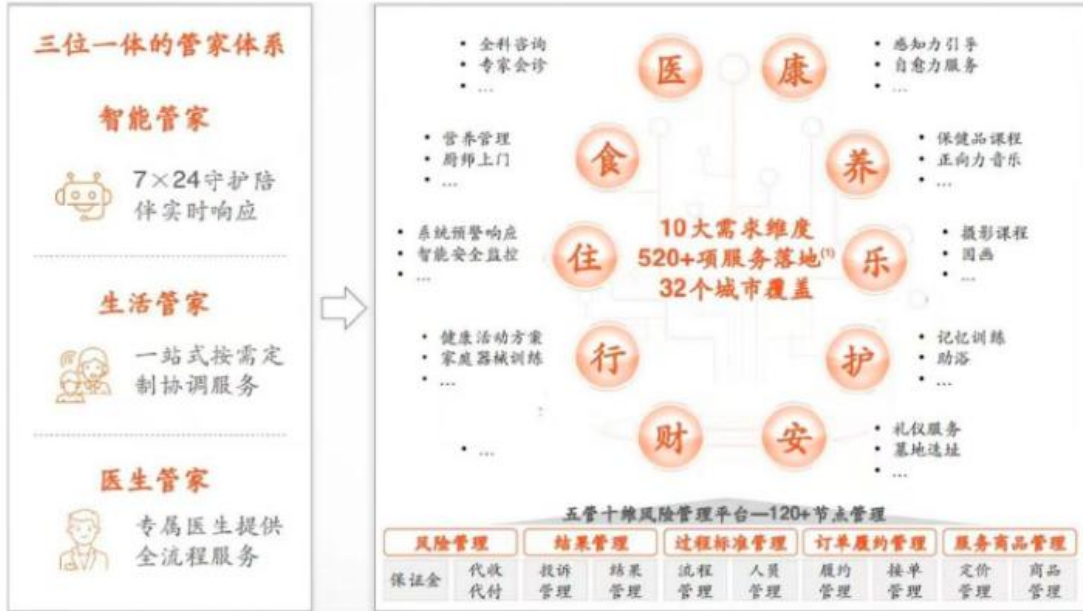 三位一体的管家体系
智能管家
7×24守护陪
伴实时响应
生活管家
一站式按需定
制协调服务
医生管家
专属医生提供
全流程服务
• 全科咨询
• 专家会诊
• ...
医
康
• 感知力引导
• 自愈力服务
• ...
• 营养管理
• 厨师上门
• ...
食
养
• 保健品课程
• 正向力音乐
• ...
• 系统预警响应
• 智能安全监控
• ...
住
10大需求维度
520+项服务落地(1)
32个城市覆盖
乐
• 摄影课程
• 国画
• ...
• 健康活动方案
• 家庭器械训练
• ...
行
护
• 记忆训练
• 助浴
• ...
• ...
财
安
• 礼仪服务
• 墓地选址
• ...
五管十维风险管理平台—120+节点管理
风险管理 结果管理 过程标准管理 订单履约管理 服务商品管理
保证金 代收 投诉 结果 流程 人员 履约 接单 定价 商品
代付 管理 管理 管理 管理 管理 管理 管理 管理